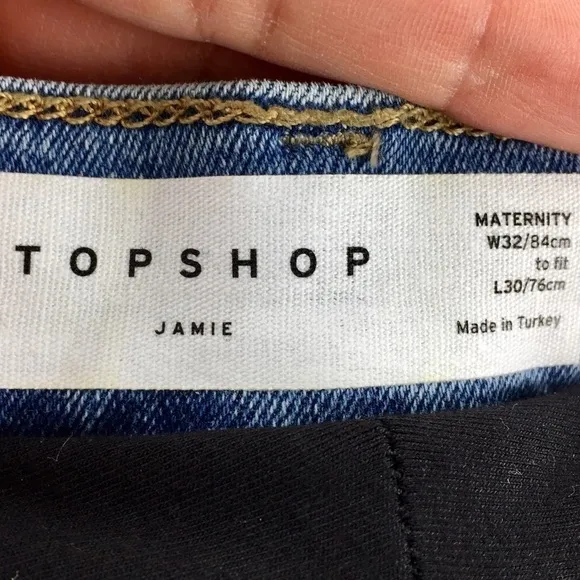 TOPSHOP
JAMIE
MATERNITY
W32/84cm
to fit
L30/76cm
Made in Turkey